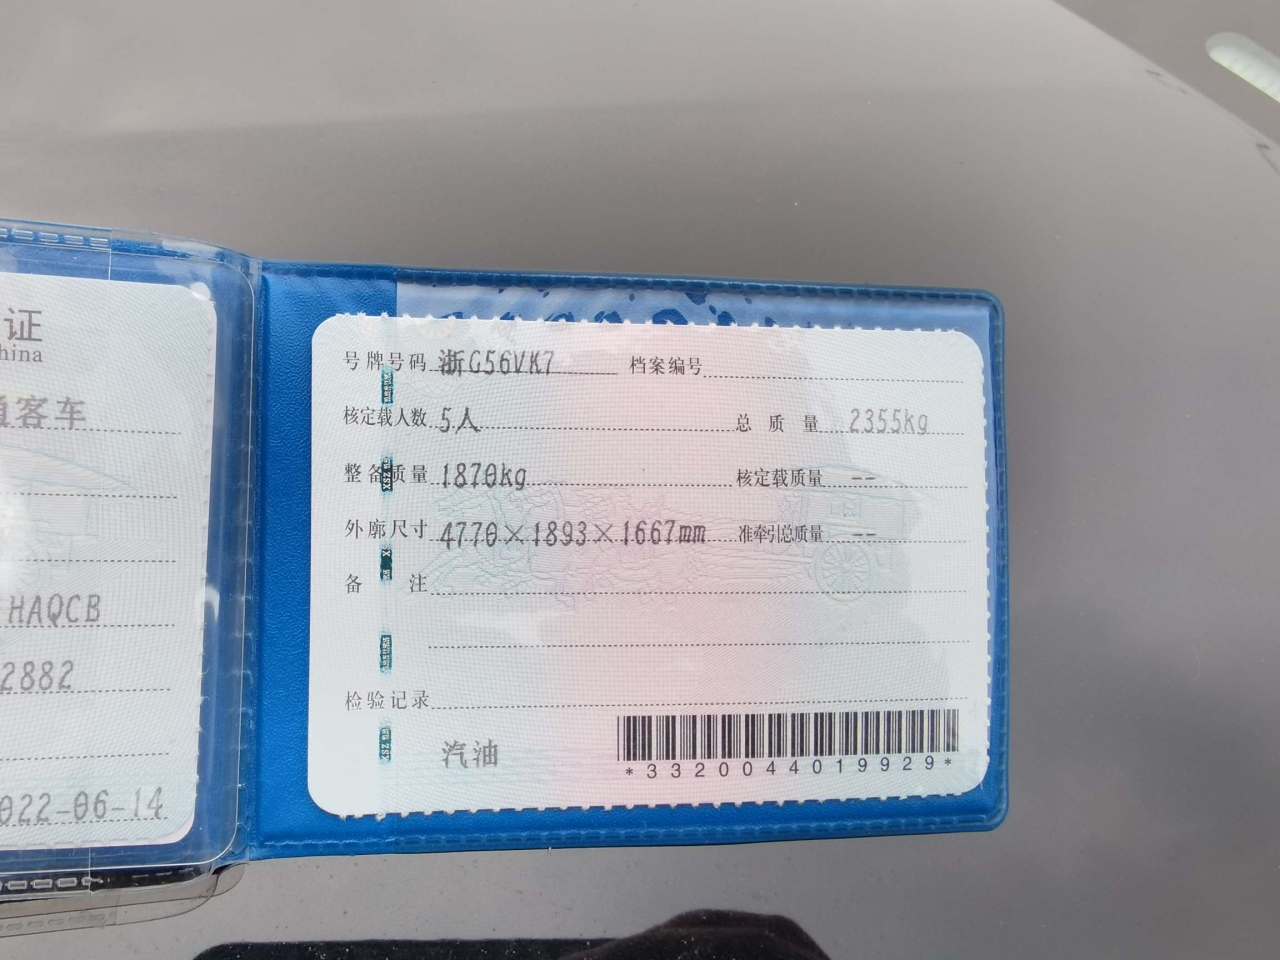 证
hina
通客车
HAQCB
2882
022-06-14
号牌号码 浙G56VK7 档案编号
核定载人数 5人 总质量 2355kg
整备质量 1870kg 核定载质量 --
外廓尺寸 4770×1893×1667mm 准牵引总质量 --
备注
检验记录
汽油
*3320044019929*